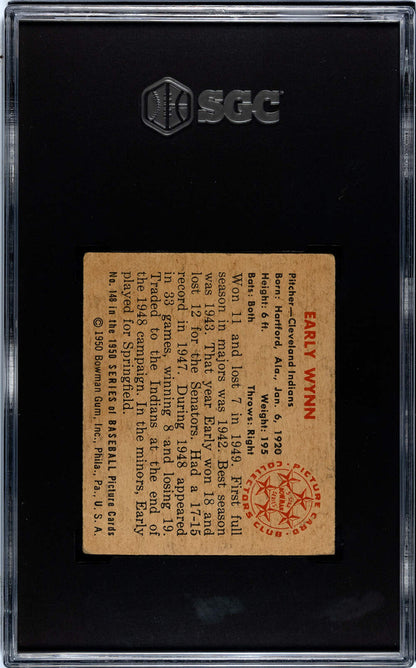 SGC
EARLY WYNN
Pitcher—Cleveland Indians
Born: Hartford, Ala., Jan. 6, 1920
Height: 6 ft. Weight: 195
Bats: Both Throws: Right
Won 11 and lost 7 in 1949. First full
season in majors was 1942. Best season
was 1943. That year Early won 18 and
lost 12 for the Senators. Had a 17-15
record in 1947. During 1948 appeared
in 33 games, winning 8 and losing 19.
Traded to the Indians at the end of
the 1948 campaign. In the minors, Early
played for Springfield.
No. 148 in the 1950 SERIES of BASEBALL Picture Cards
© 1950 Bowman Gum, Inc., Phila., Pa., U. S. A.
PICTURE CARD
COLLECTORS CLUB